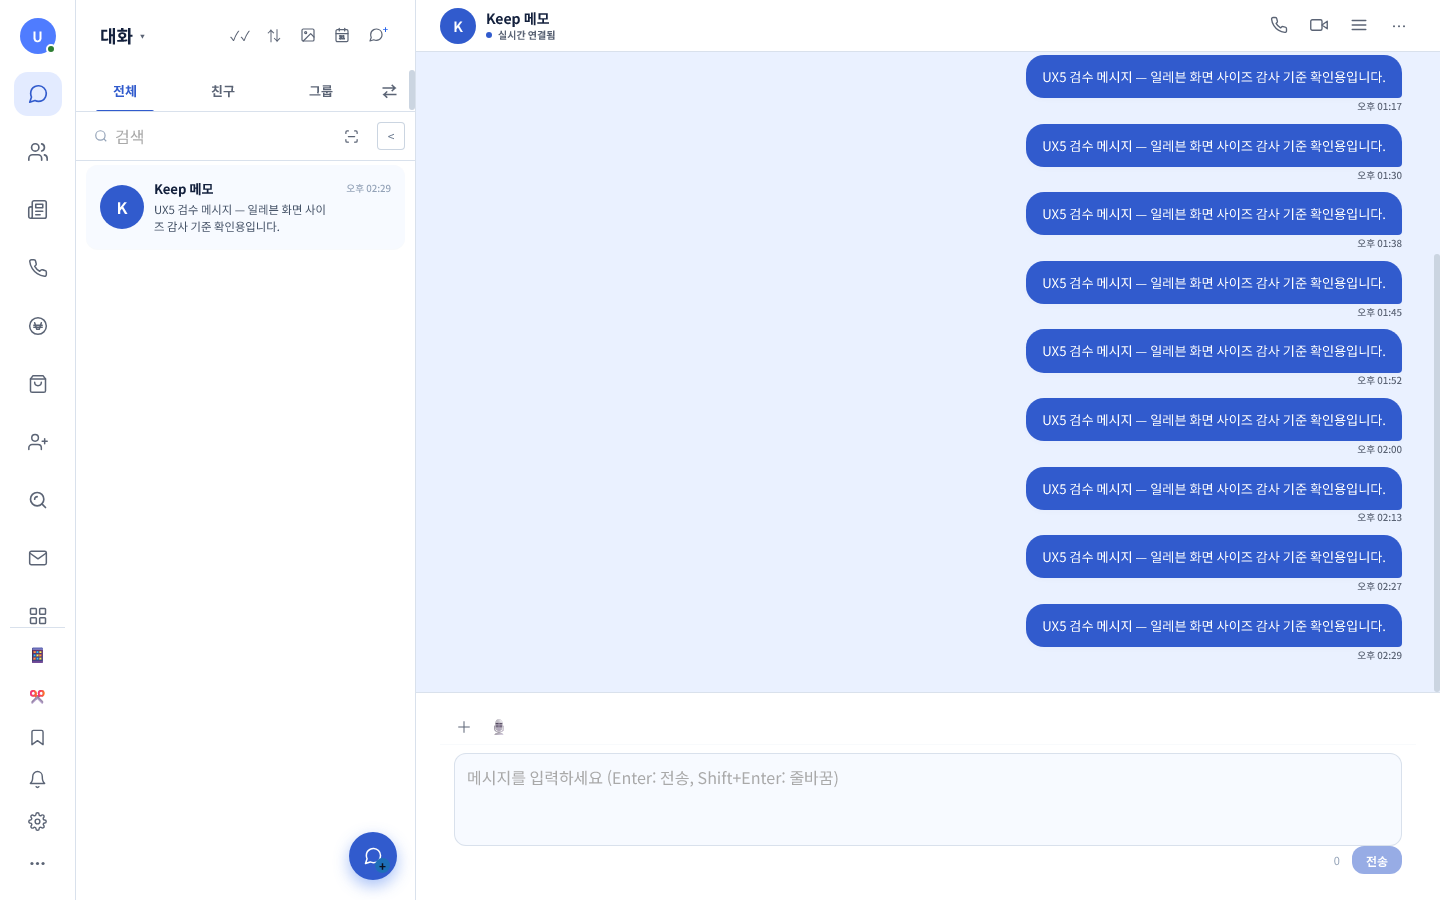 U
대화
전체
친구
그룹
검색
<
K
Keep 메모
오후 02:29
UX5 검수 메시지 — 일레븐 화면 사이
즈 감사 기준 확인용입니다.
K
Keep 메모
실시간 연결됨
UX5 검수 메시지 — 일레븐 화면 사이즈 감사 기준 확인용입니다.
오후 01:17
UX5 검수 메시지 — 일레븐 화면 사이즈 감사 기준 확인용입니다.
오후 01:30
UX5 검수 메시지 — 일레븐 화면 사이즈 감사 기준 확인용입니다.
오후 01:38
UX5 검수 메시지 — 일레븐 화면 사이즈 감사 기준 확인용입니다.
오후 01:45
UX5 검수 메시지 — 일레븐 화면 사이즈 감사 기준 확인용입니다.
오후 01:52
UX5 검수 메시지 — 일레븐 화면 사이즈 감사 기준 확인용입니다.
오후 02:00
UX5 검수 메시지 — 일레븐 화면 사이즈 감사 기준 확인용입니다.
오후 02:13
UX5 검수 메시지 — 일레븐 화면 사이즈 감사 기준 확인용입니다.
오후 02:27
UX5 검수 메시지 — 일레븐 화면 사이즈 감사 기준 확인용입니다.
오후 02:29
메시지를 입력하세요 (Enter: 전송, Shift+Enter: 줄바꿈)
0
전송